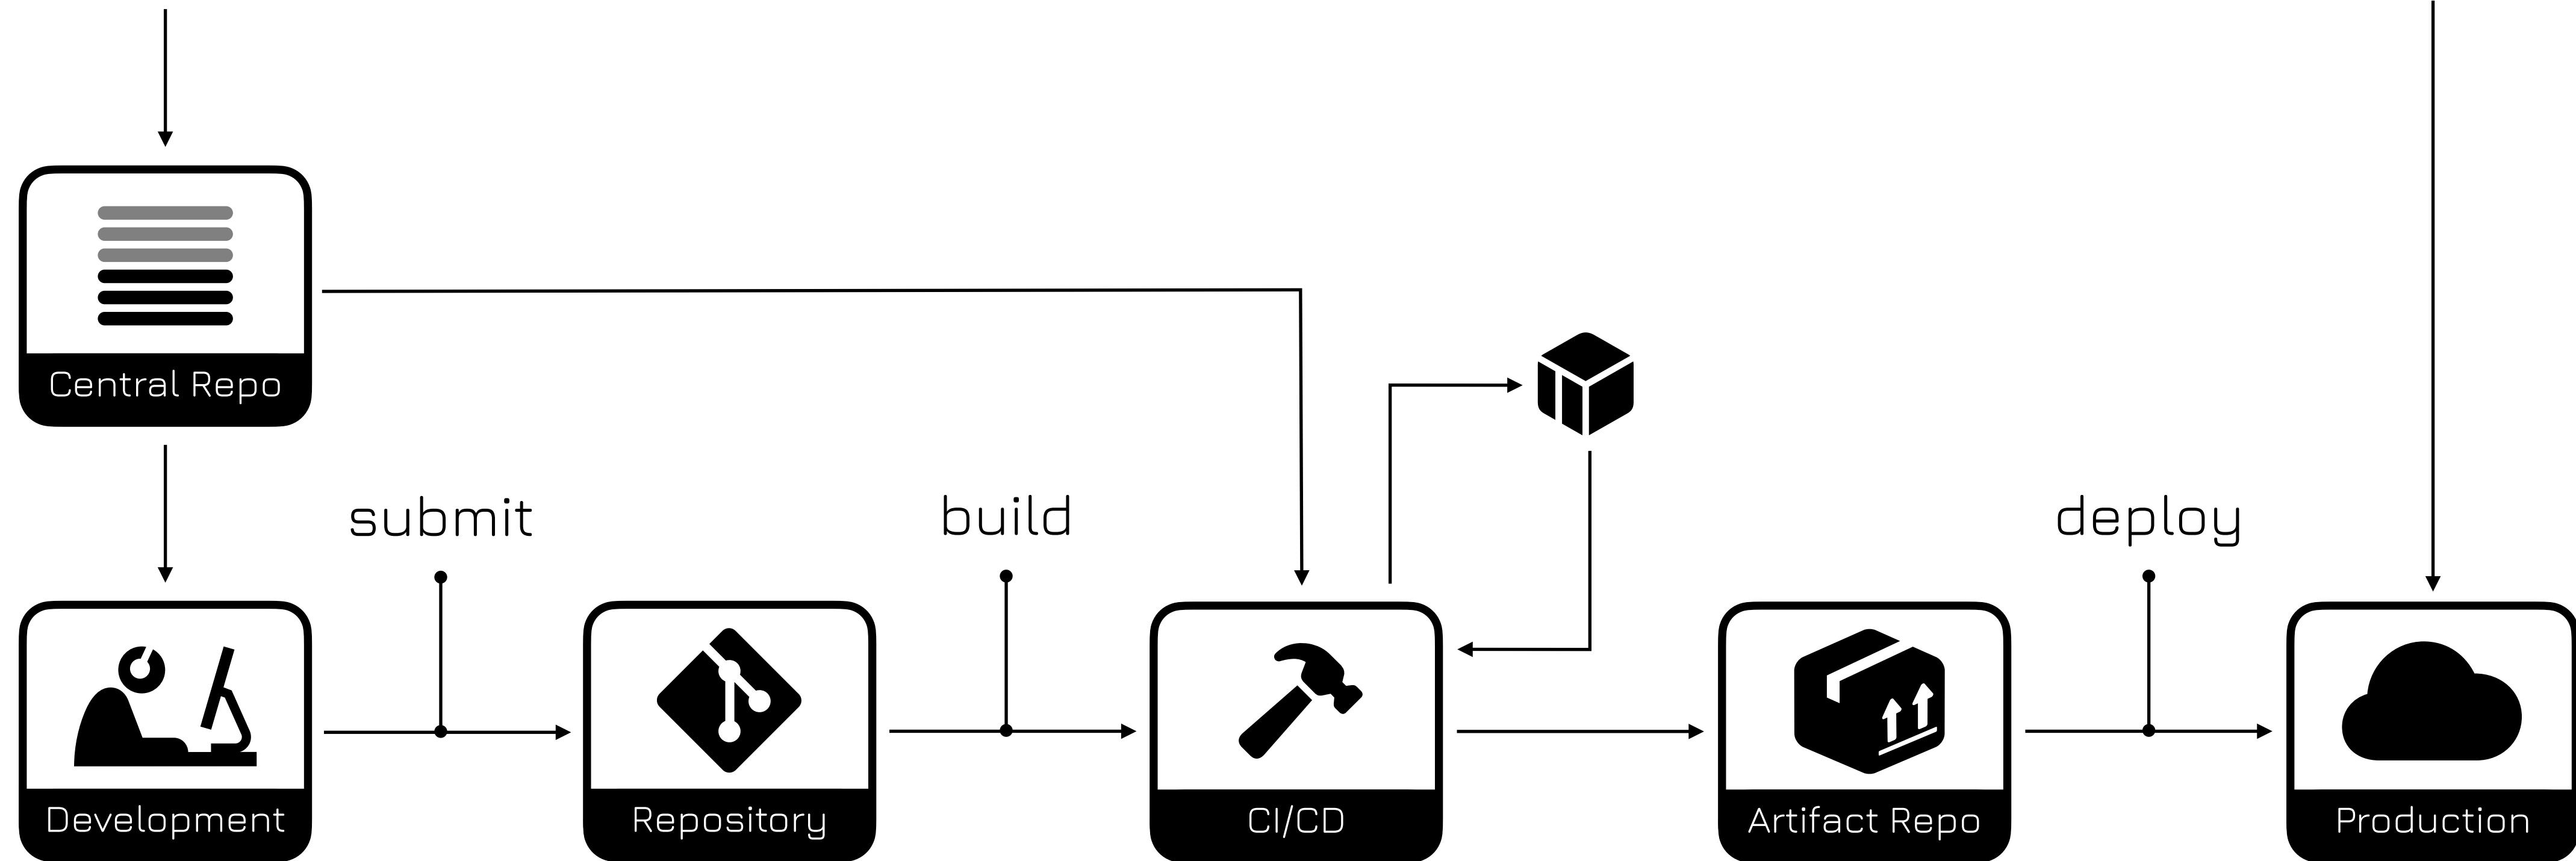 Central Repo
submit
build
deploy
Development
Repository
CI/CD
Artifact Repo
Production